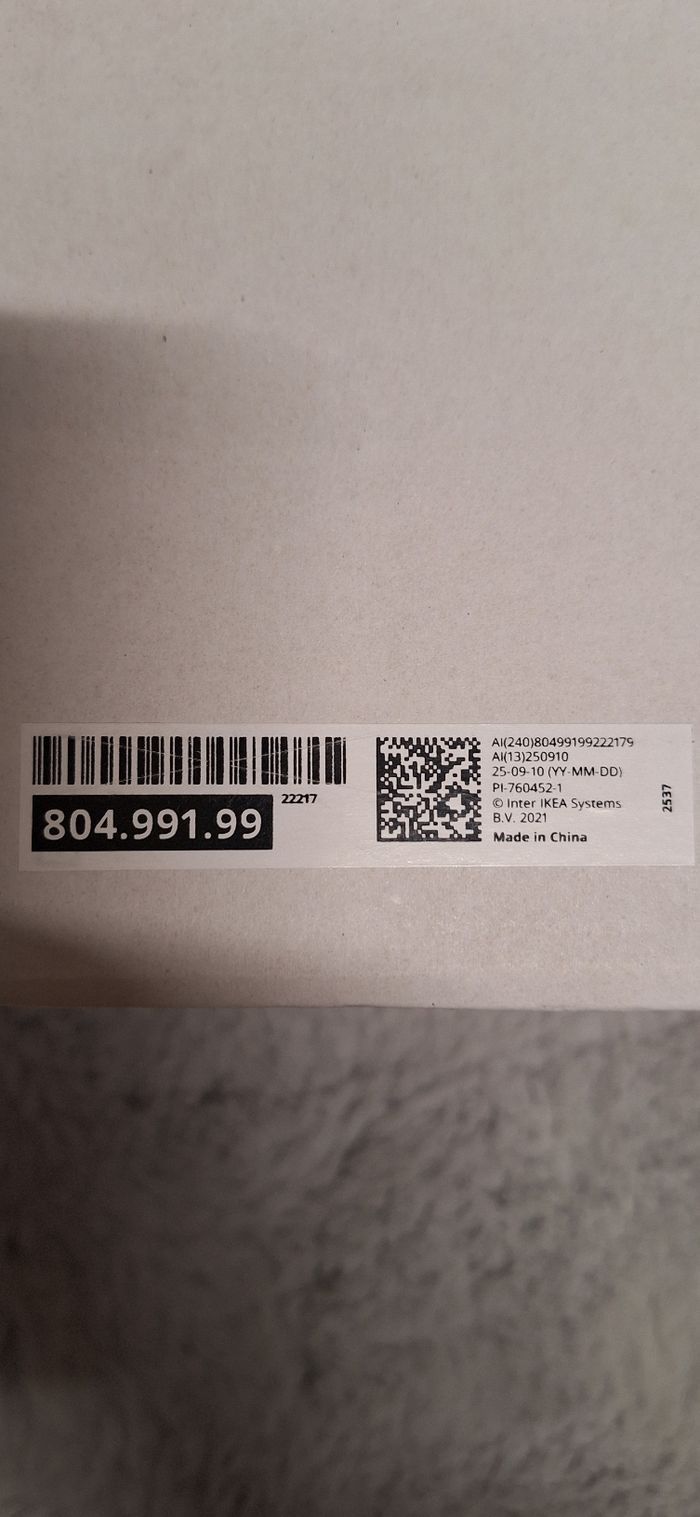 22217
804.991.99
AI(240)80499199222179
AI(13)250910
25-09-10 (YY-MM-DD)
PI-760452-1
© Inter IKEA Systems
B.V. 2021
Made in China
2537